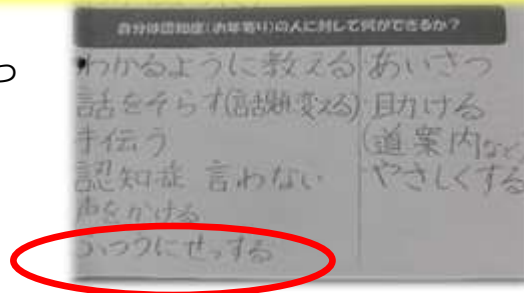 つ
自分は認知症(お年寄り)の人に対して何ができるか?
・わかるように教える
話をそらす(話題変える)
手伝う
認知症 言わない
声をかける
ふつうにせっする
あいさつ
助ける
(道案内など)
やさしくする